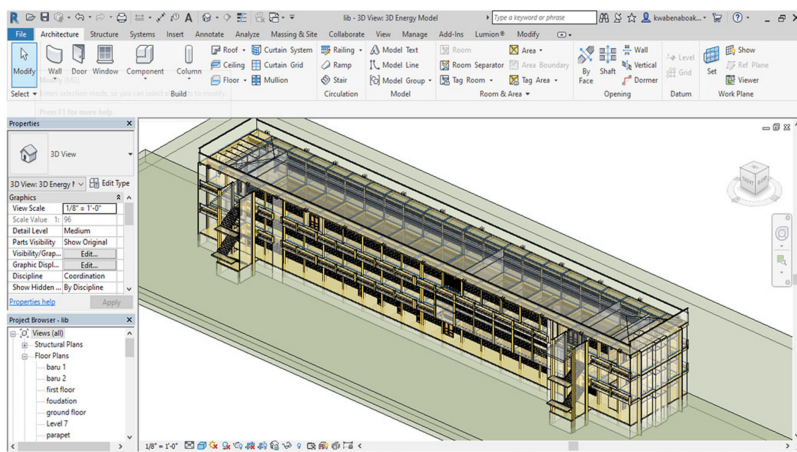 lib - 3D View: 3D Energy Model
Type a keyword or phrase
kwabenaboak...
File Architecture Structure Systems Insert Annotate Analyze Massing & Site Collaborate View Manage Add-Ins Lumion® Modify
Modify Wall Door Window Component Column
Roof Curtain System Railing Model Text Room Area Wall Show
Ceiling Curtain Grid Ramp Model Line Room Separator Area Boundary By Face Shaft Vertical Level Grid Set Ref Plane
Floor Mullion Stair Model Group Tag Room Tag Area Dormer Viewer
Select Build Circulation Model Room & Area Opening Datum Work Plane
Press F1 for more help
Properties
3D View
3D View: 3D Energy M Edit Type
Graphics
View Scale 1/8" = 1'-0"
Scale Value 1: 96
Detail Level Medium
Parts Visibility Show Original
Visibility/Grap... Edit...
Graphic Displ... Edit...
Discipline Coordination
Show Hidden ... By Discipline
Properties help Apply
Project Browser - lib
Views (all)
Structural Plans
Floor Plans
baru 1
baru 2
first floor
foudation
ground floor
Level 7
parapet
1/8" = 1'-0"